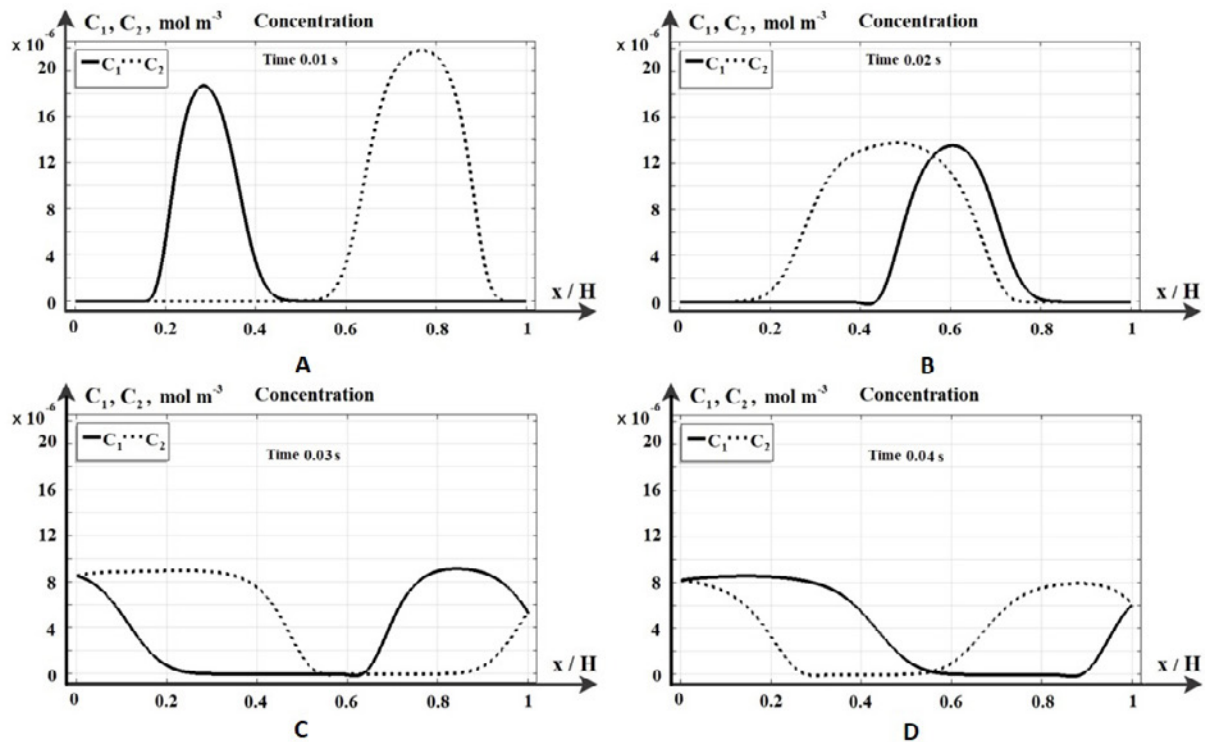 C₁, C₂, mol m⁻³ Concentration
x 10⁻⁶
20
16
12
8
4
0
C₁ C₂
Time 0.01 s
x / H
0 0.2 0.4 0.6 0.8 1
A
C₁, C₂, mol m⁻³ Concentration
x 10⁻⁶
20
16
12
8
4
0
C₁ C₂
Time 0.02 s
x / H
0 0.2 0.4 0.6 0.8 1
B
C₁, C₂, mol m⁻³ Concentration
x 10⁻⁶
20
16
12
8
4
0
C₁ C₂
Time 0.03 s
x / H
0 0.2 0.4 0.6 0.8 1
C
C₁, C₂, mol m⁻³ Concentration
x 10⁻⁶
20
16
12
8
4
0
C₁ C₂
Time 0.04 s
x / H
0 0.2 0.4 0.6 0.8 1
D